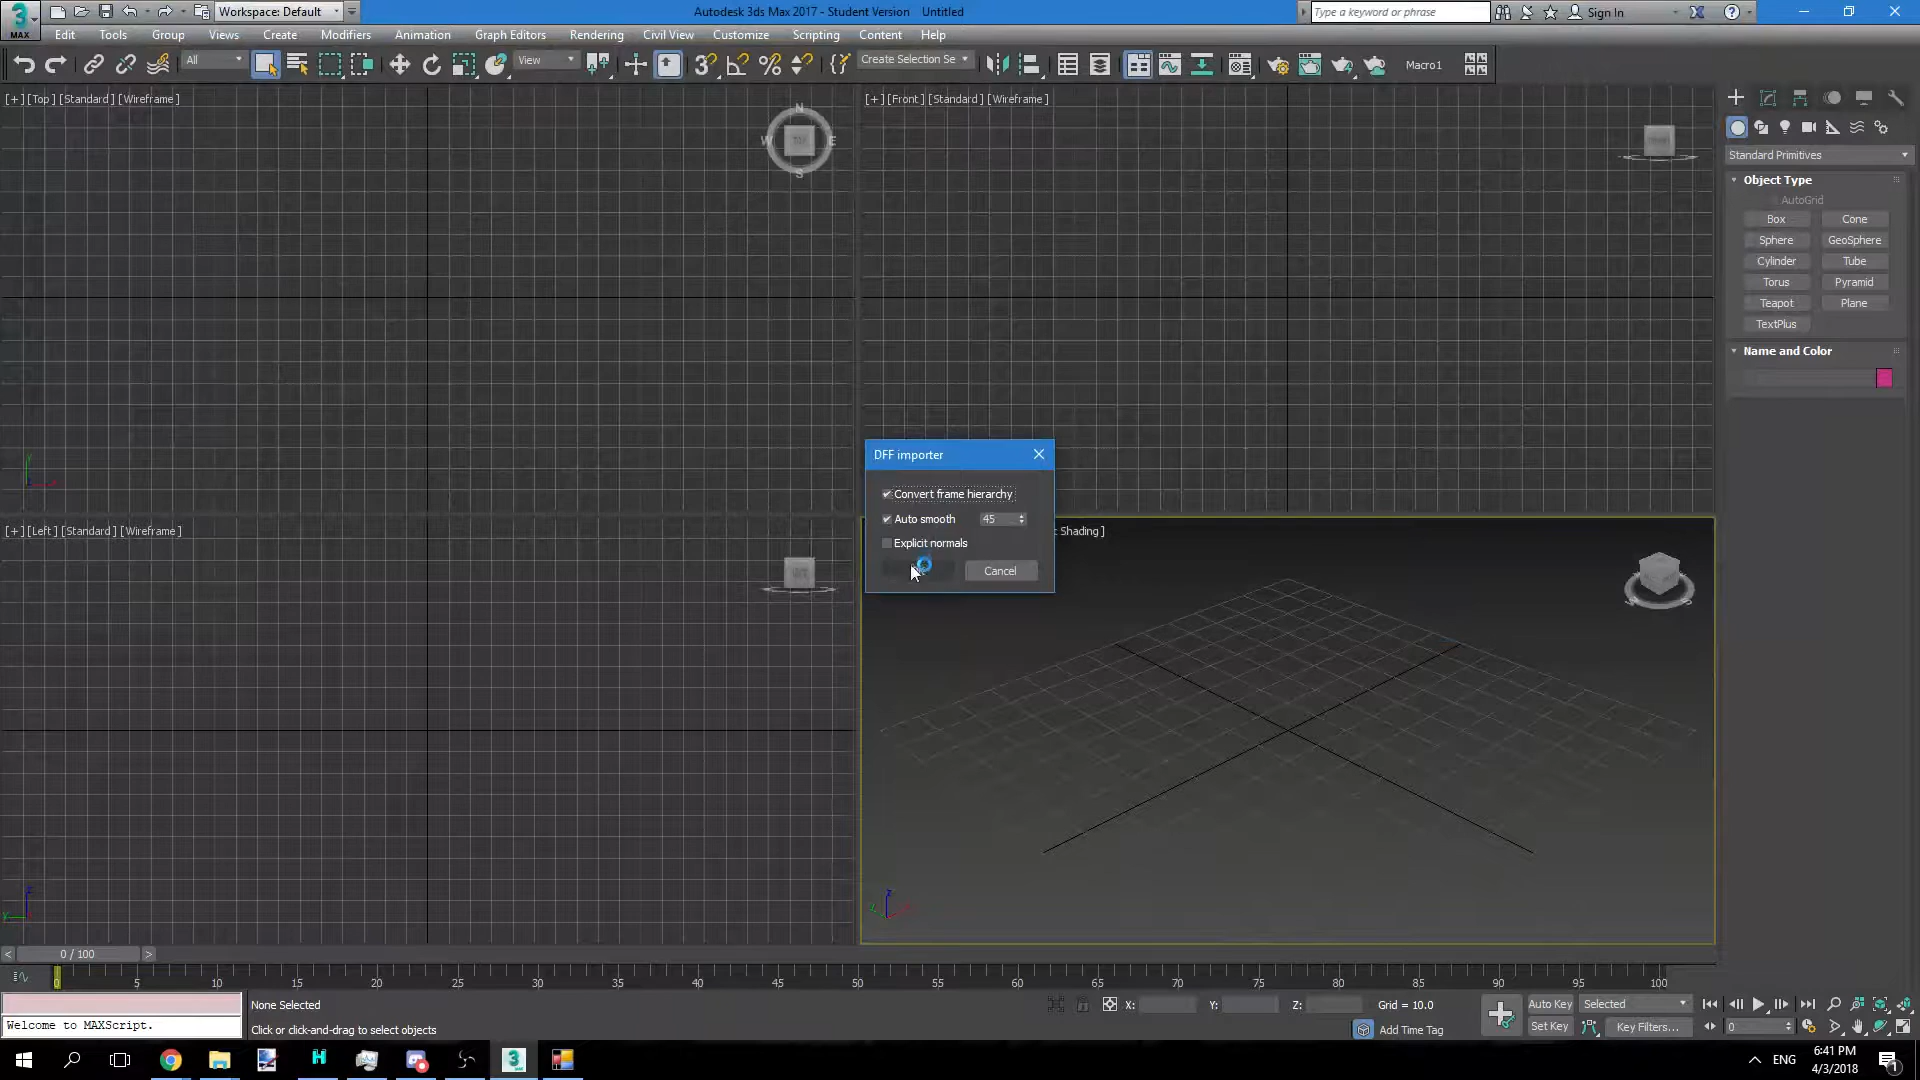 Workspace: Default
Autodesk 3ds Max 2017 - Student Version Untitled
Type a keyword or phrase
Sign In
MAX
Edit Tools Group Views Create Modifiers Animation Graph Editors Rendering Civil View Customize Scripting Content Help
All
View
Create Selection Se
Macro1
[+] [Top] [Standard] [Wireframe]
[+] [Front] [Standard] [Wireframe]
N
W E
S
Standard Primitives
Object Type
AutoGrid
Box Cone
Sphere GeoSphere
Cylinder Tube
Torus Pyramid
Teapot Plane
TextPlus
Name and Color
DFF importer
Convert frame hierarchy
Auto smooth 45
Explicit normals
Cancel
[+] [Left] [Standard] [Wireframe]
t Shading]
0 / 100
0 5 10 15 20 25 30 35 40 45 50 55 60 65 70 75 80 85 90 95 100
None Selected
X: Y: Z: Grid = 10.0
Auto Key Selected
Welcome to MAXScript.
Click or click-and-drag to select objects
Add Time Tag
Set Key Key Filters...
0
ENG
6:41 PM
4/3/2018